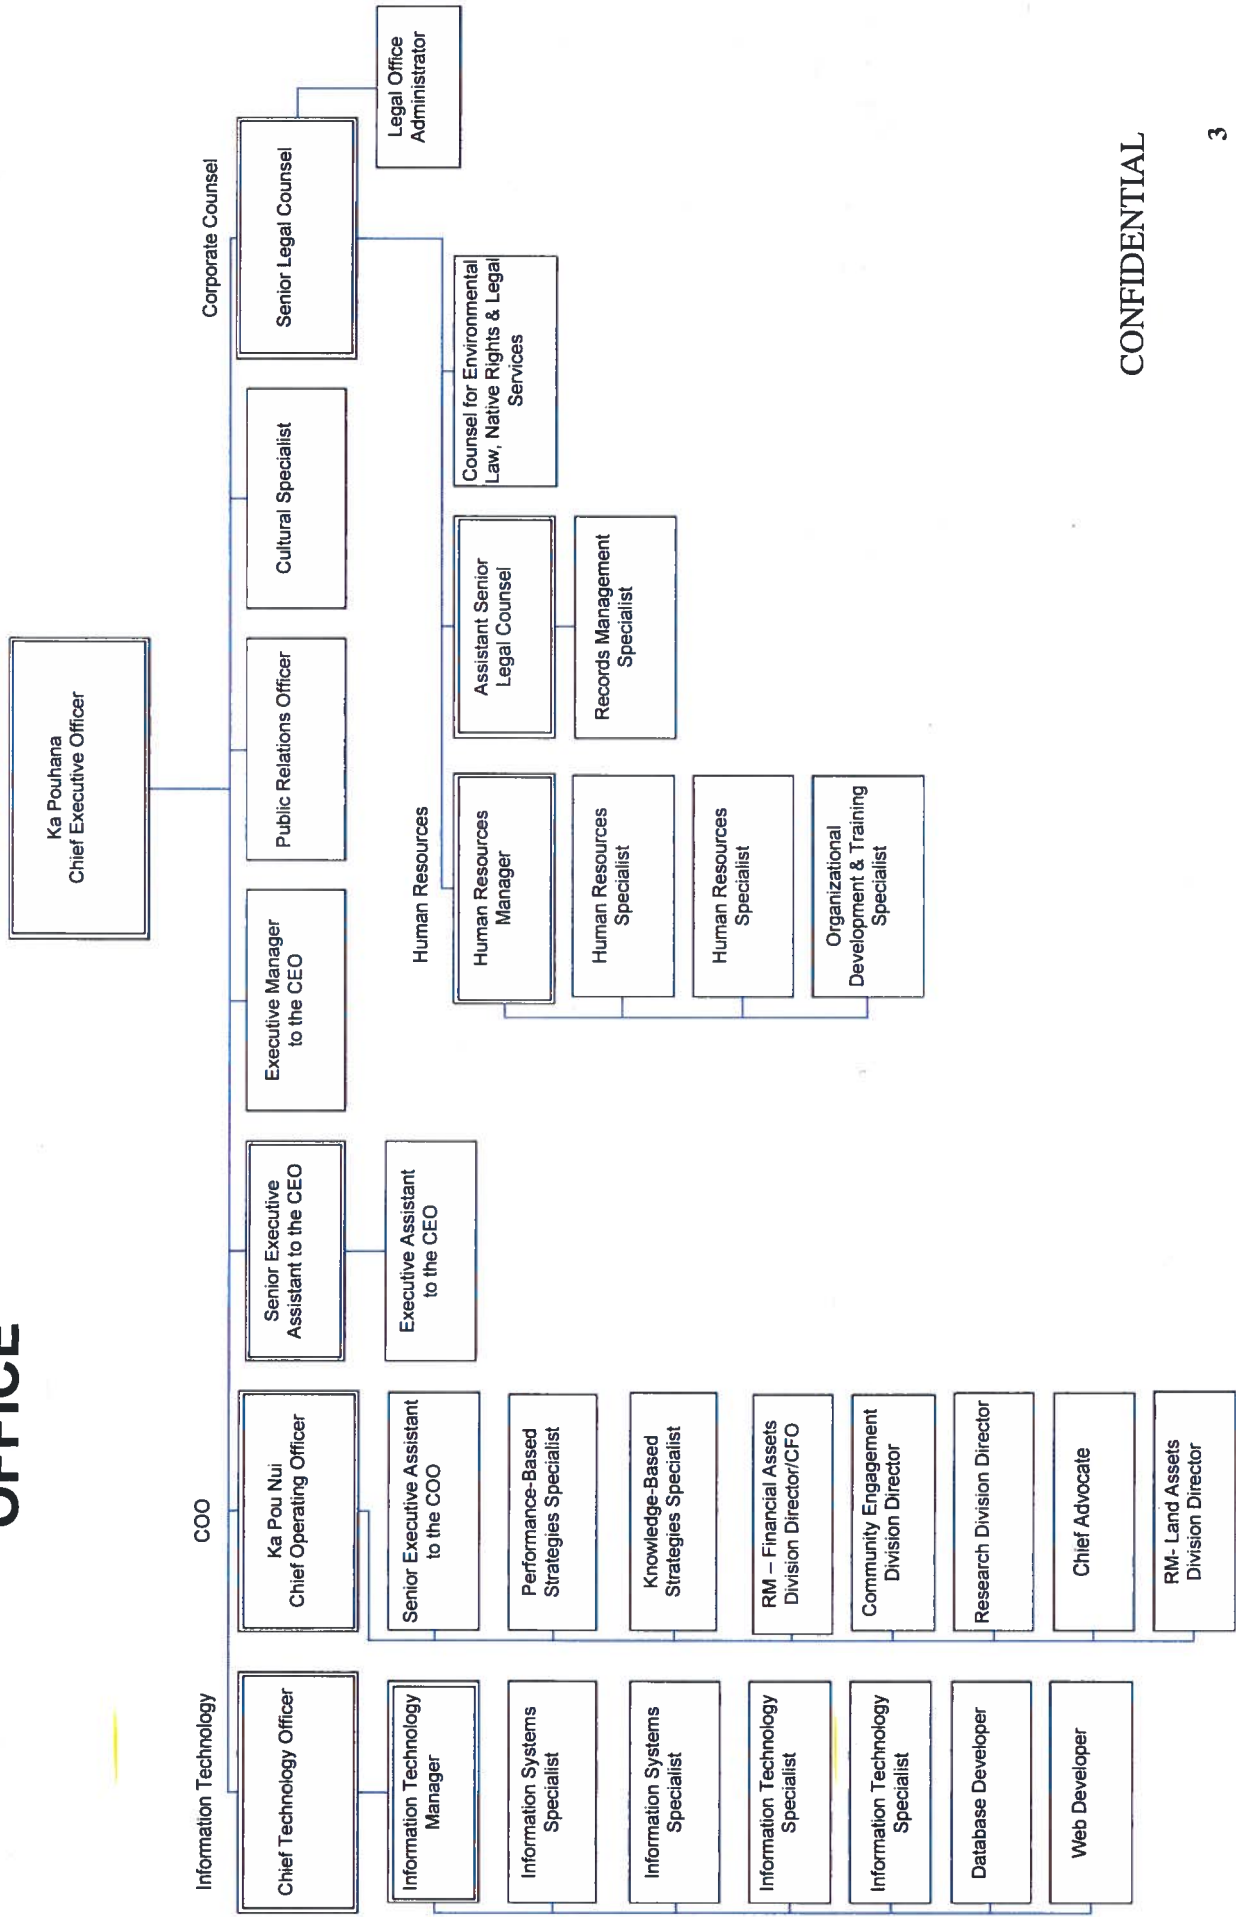 OFFICE
Ka Pouhana
Chief Executive Officer
Information Technology
COO
Corporate Counsel
Chief Technology Officer
Ka Pou Nui
Chief Operating Officer
Senior Executive
Assistant to the CEO
Executive Manager
to the CEO
Public Relations Officer
Cultural Specialist
Senior Legal Counsel
Legal Office
Administrator
Information Technology
Manager
Information Systems
Specialist
Information Systems
Specialist
Information Technology
Specialist
Information Technology
Specialist
Database Developer
Web Developer
Senior Executive Assistant
to the COO
Performance-Based
Strategies Specialist
Knowledge-Based
Strategies Specialist
RM – Financial Assets
Division Director/CFO
Community Engagement
Division Director
Research Division Director
Chief Advocate
RM- Land Assets
Division Director
Executive Assistant
to the CEO
Human Resources
Human Resources
Manager
Human Resources
Specialist
Human Resources
Specialist
Organizational
Development & Training
Specialist
Assistant Senior
Legal Counsel
Records Management
Specialist
Counsel for Environmental
Law, Native Rights & Legal
Services
CONFIDENTIAL
3